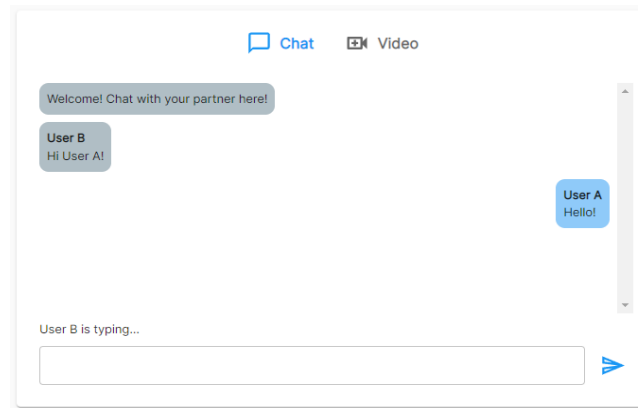 Chat Video
Welcome! Chat with your partner here!
User B
Hi User A!
User A
Hello!
User B is typing...